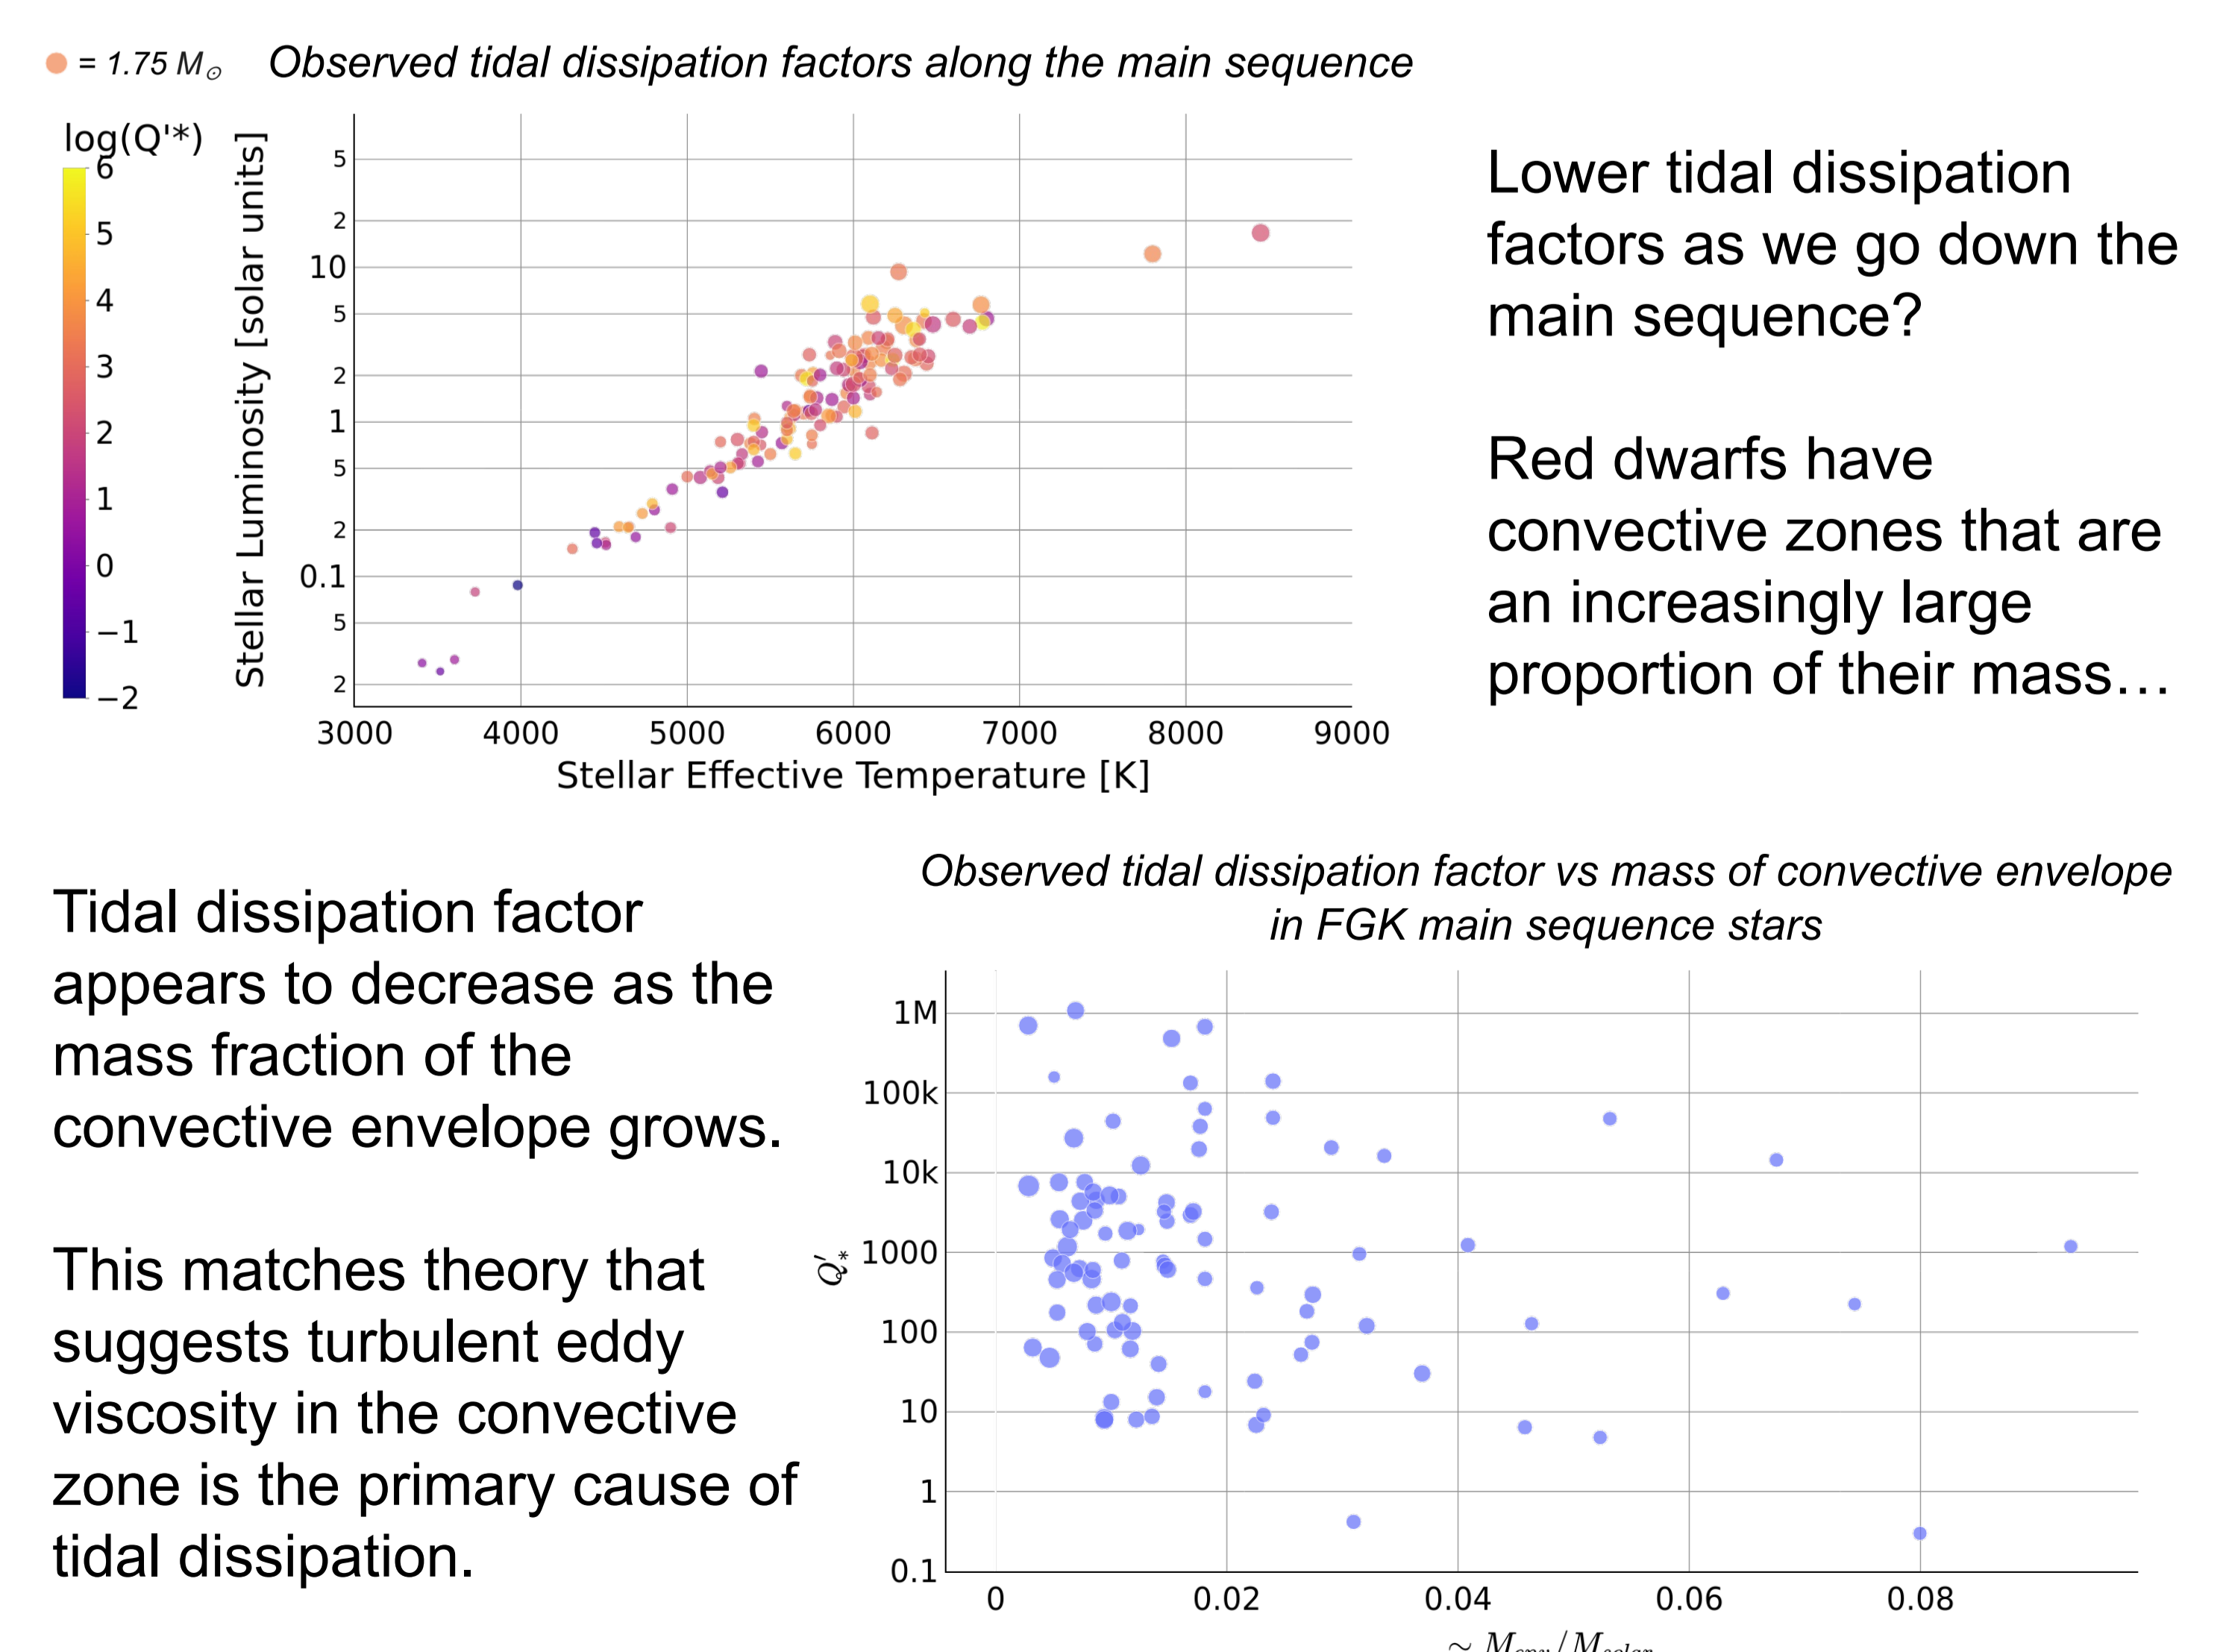 = 1.75 M⊙
Observed tidal dissipation factors along the main sequence
log(Q'*)
6
5
4
3
2
1
0
−1
−2
Stellar Luminosity [solar units]
5
2
10
5
2
1
5
2
0.1
5
2
3000 4000 5000 6000 7000 8000 9000
Stellar Effective Temperature [K]
Lower tidal dissipation
factors as we go down the
main sequence?
Red dwarfs have
convective zones that are
an increasingly large
proportion of their mass…
Tidal dissipation factor
appears to decrease as the
mass fraction of the
convective envelope grows.
This matches theory that
suggests turbulent eddy
viscosity in the convective
zone is the primary cause of
tidal dissipation.
Observed tidal dissipation factor vs mass of convective envelope
in FGK main sequence stars
Q'*
1M
100k
10k
1000
100
10
1
0.1
0 0.02 0.04 0.06 0.08
∼ Menv/Msolar